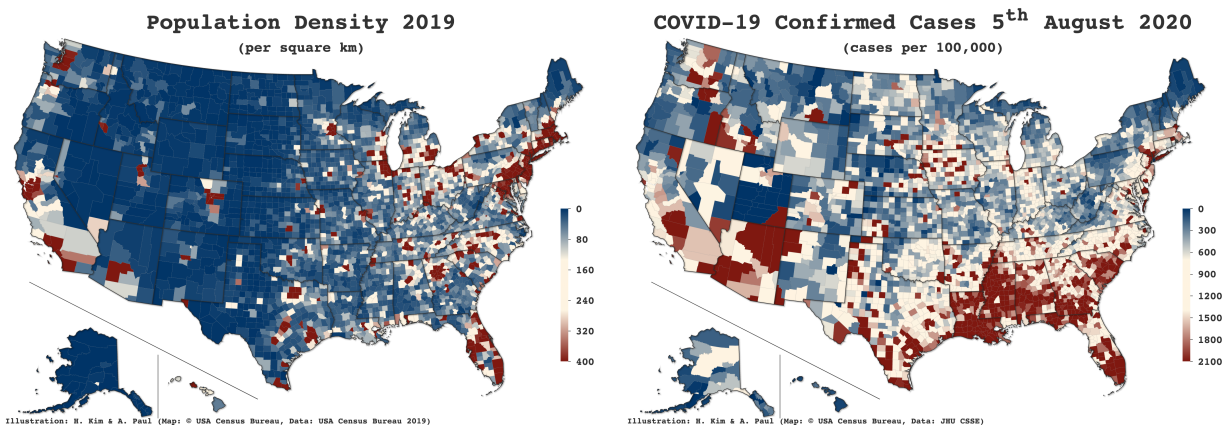 Population Density 2019
(per square km)
0
80
160
240
320
400
Illustration: H. Kim & A. Paul (Map: © USA Census Bureau, Data: USA Census Bureau 2019)
COVID-19 Confirmed Cases 5th August 2020
(cases per 100,000)
0
300
600
900
1200
1500
1800
2100
Illustration: H. Kim & A. Paul (Map: © USA Census Bureau, Data: JHU CSSE)